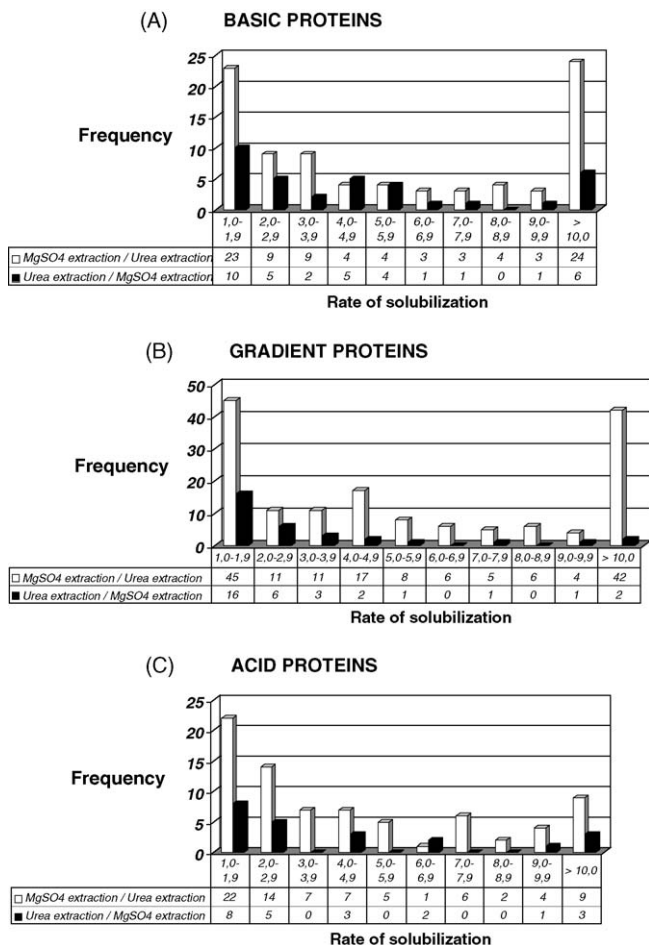 (A) BASIC PROTEINS
Frequency
25
20
15
10
5
0
1,0-1,9 2,0-2,9 3,0-3,9 4,0-4,9 5,0-5,9 6,0-6,9 7,0-7,9 8,0-8,9 9,0-9,9 > 10,0
MgSO4 extraction / Urea extraction 23 9 9 4 4 3 3 4 3 24
Urea extraction / MgSO4 extraction 10 5 2 5 4 1 1 0 1 6
Rate of solubilization
(B) GRADIENT PROTEINS
Frequency
50
40
30
20
10
0
1,0-1,9 2,0-2,9 3,0-3,9 4,0-4,9 5,0-5,9 6,0-6,9 7,0-7,9 8,0-8,9 9,0-9,9 > 10,0
MgSO4 extraction / Urea extraction 45 11 11 17 8 6 5 6 4 42
Urea extraction / MgSO4 extraction 16 6 3 2 1 0 1 0 1 2
Rate of solubilization
(C) ACID PROTEINS
Frequency
25
20
15
10
5
0
1,0-1,9 2,0-2,9 3,0-3,9 4,0-4,9 5,0-5,9 6,0-6,9 7,0-7,9 8,0-8,9 9,0-9,9 > 10,0
MgSO4 extraction / Urea extraction 22 14 7 7 5 1 6 2 4 9
Urea extraction / MgSO4 extraction 8 5 0 3 0 2 0 0 1 3
Rate of solubilization